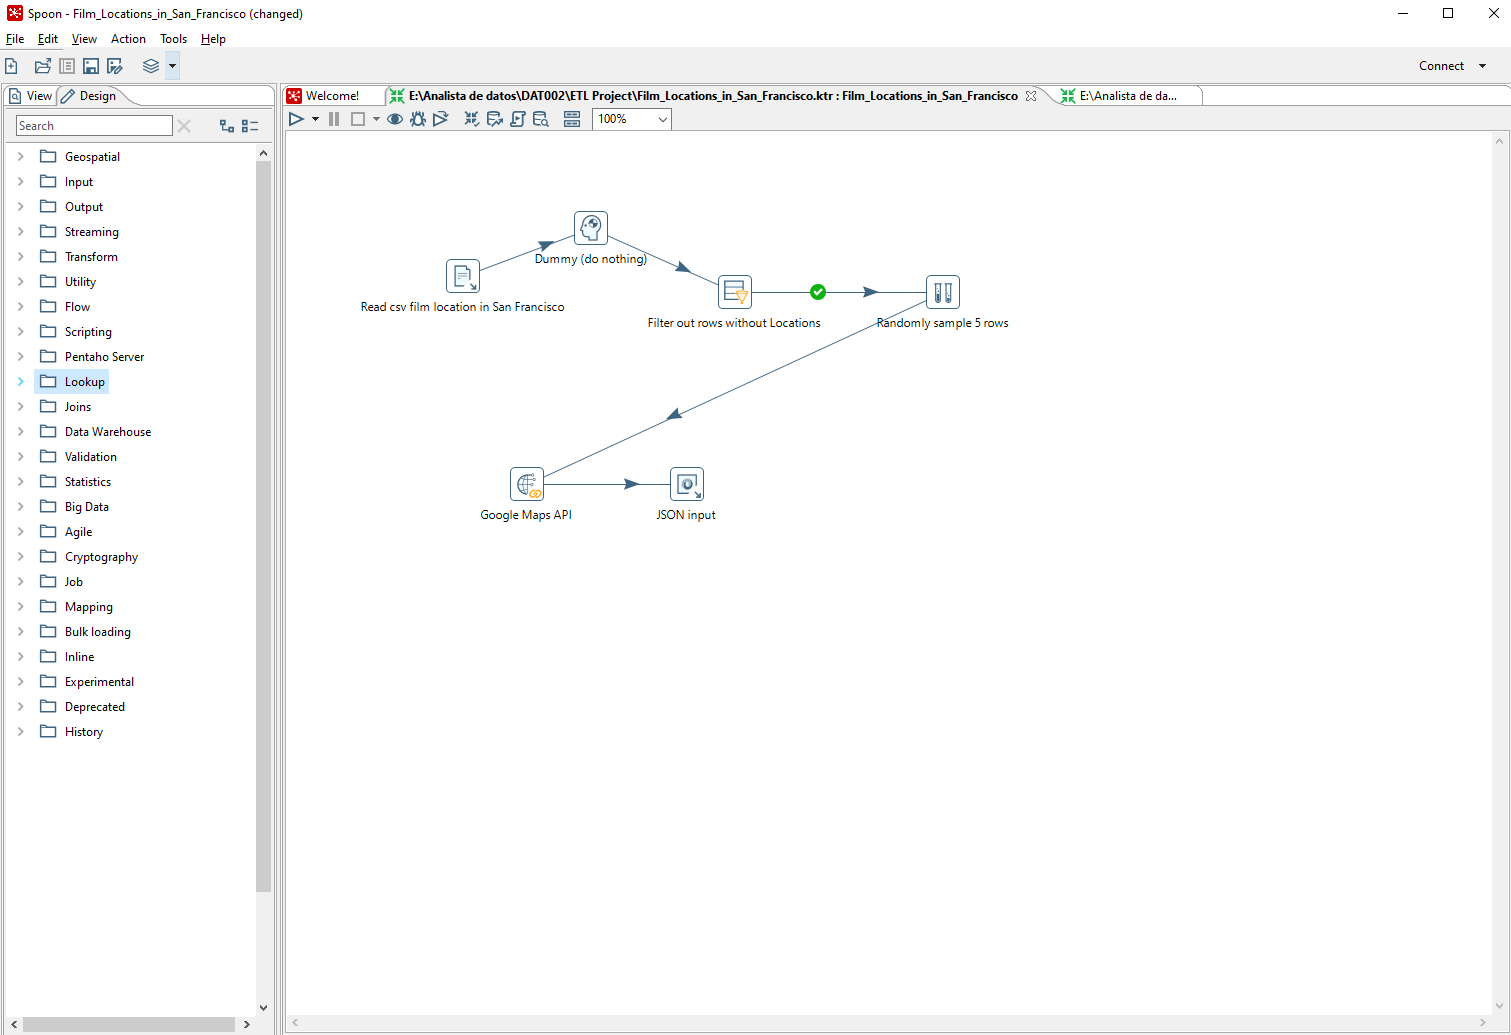 Spoon - Film_Locations_in_San_Francisco (changed)
File Edit View Action Tools Help
Connect
View Design
Welcome! E:\Analista de datos\DAT002\ETL Project\Film_Locations_in_San_Francisco.ktr : Film_Locations_in_San_Francisco E:\Analista de da...
Search
100%
Geospatial
Input
Output
Streaming
Transform
Utility
Flow
Scripting
Pentaho Server
Lookup
Joins
Data Warehouse
Validation
Statistics
Big Data
Agile
Cryptography
Job
Mapping
Bulk loading
Inline
Experimental
Deprecated
History
Dummy (do nothing)
Read csv film location in San Francisco
Filter out rows without Locations
Randomly sample 5 rows
Google Maps API
JSON input